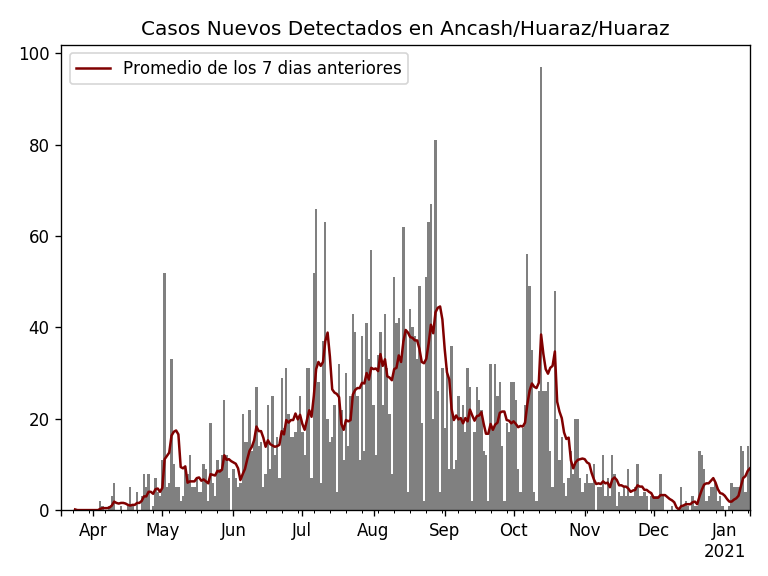 Casos Nuevos Detectados en Ancash/Huaraz/Huaraz
Promedio de los 7 dias anteriores
100
80
60
40
20
0
Apr May Jun Jul Aug Sep Oct Nov Dec Jan
2021